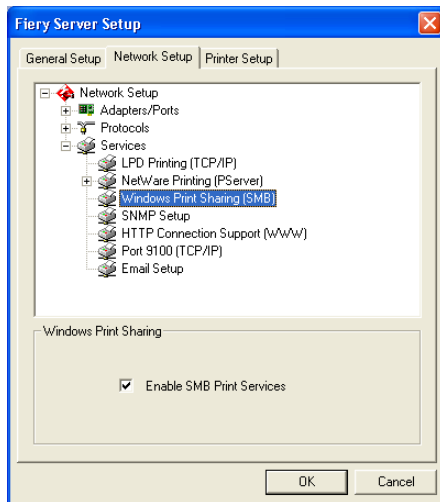 Fiery Server Setup
General Setup Network Setup Printer Setup
Network Setup
Adapters/Ports
Protocols
Services
LPD Printing (TCP/IP)
NetWare Printing (PServer)
Windows Print Sharing (SMB)
SNMP Setup
HTTP Connection Support (WWW)
Port 9100 (TCP/IP)
Email Setup
Windows Print Sharing
Enable SMB Print Services
OK Cancel